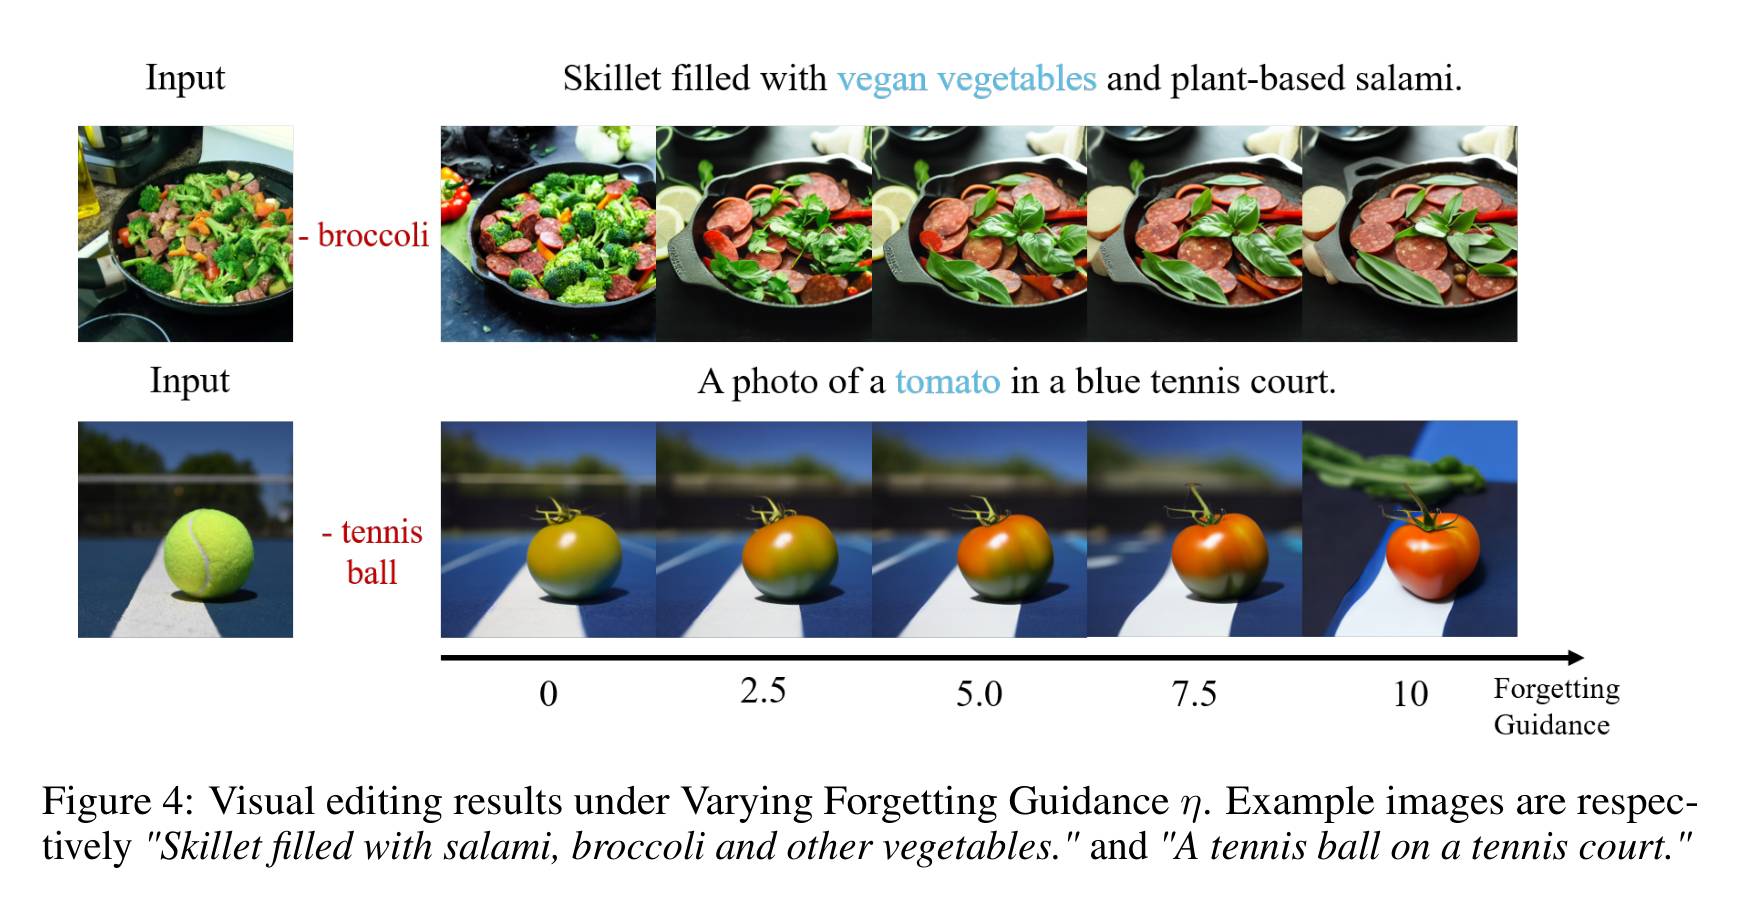 Input
Skillet filled with vegan vegetables and plant-based salami.
- broccoli
Input
A photo of a tomato in a blue tennis court.
- tennis
ball
0
2.5
5.0
7.5
10
Forgetting
Guidance
Figure 4: Visual editing results under Varying Forgetting Guidance η. Example images are respec-
tively "Skillet filled with salami, broccoli and other vegetables." and "A tennis ball on a tennis court."